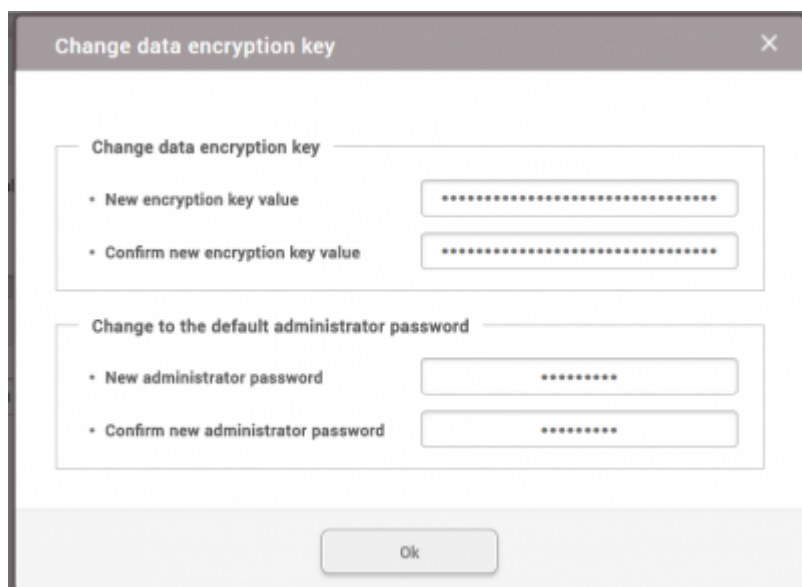 Change data encryption key
Change data encryption key
• New encryption key value
• Confirm new encryption key value
Change to the default administrator password
• New administrator password
• Confirm new administrator password
Ok